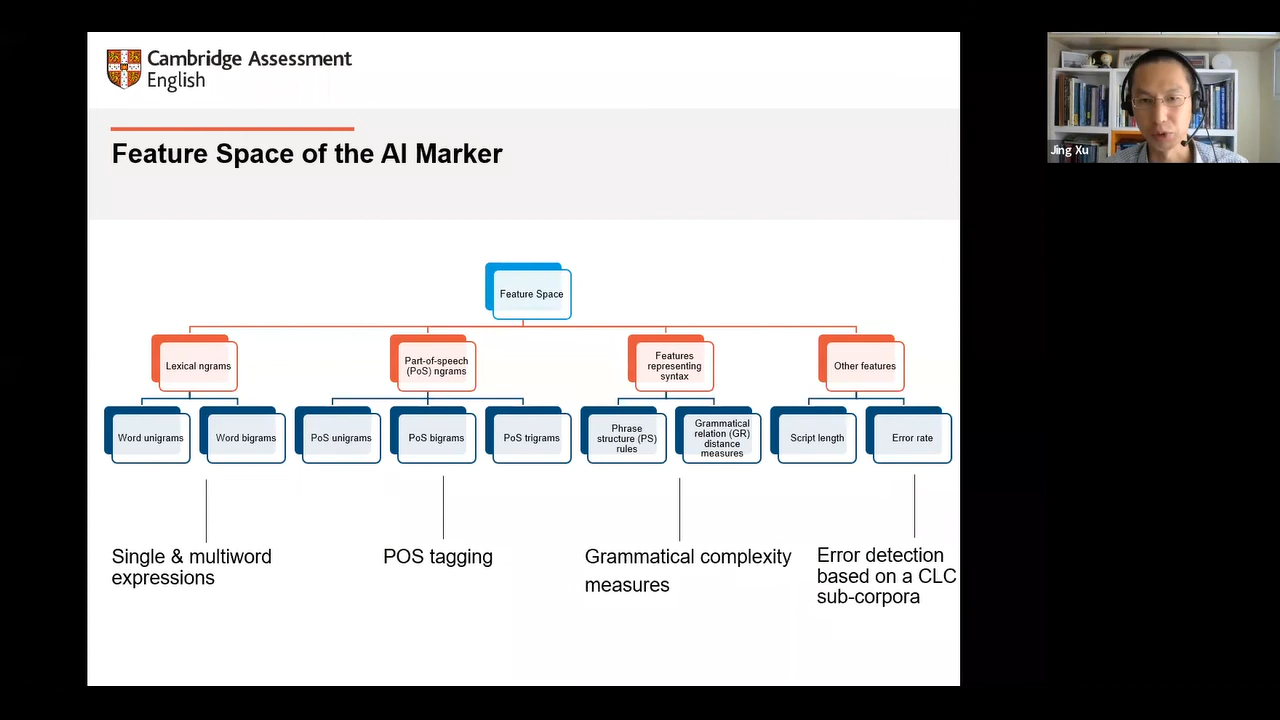 Cambridge Assessment
English
Feature Space of the AI Marker
Jing Xu
Feature Space
Lexical ngrams
Part-of-speech
(PoS) ngrams
Features
representing
syntax
Other features
Word unigrams
Word bigrams
PoS unigrams
PoS bigrams
PoS trigrams
Phrase
structure (PS)
rules
Grammatical
relation (GR)
distance
measures
Script length
Error rate
Single & multiword
expressions
POS tagging
Grammatical complexity
measures
Error detection
based on a CLC
sub-corpora